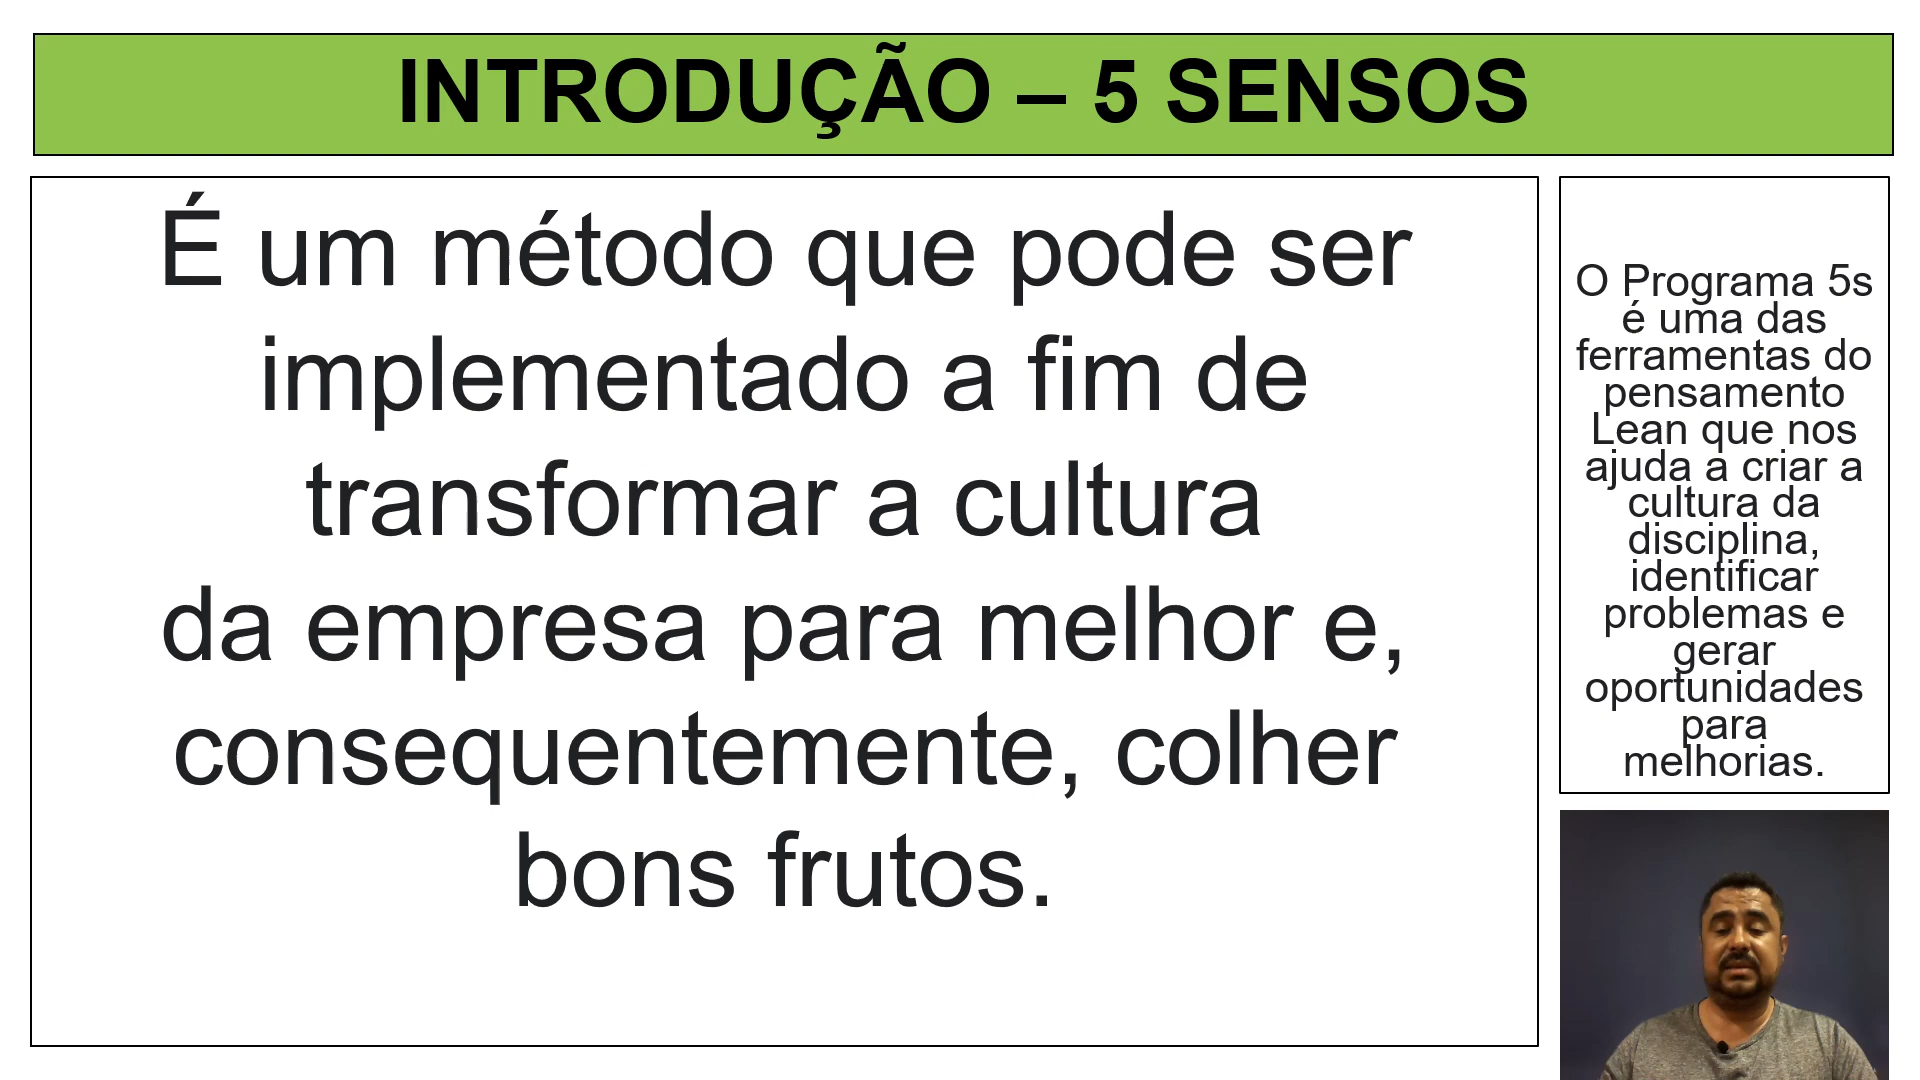 INTRODUÇÃO – 5 SENSOS
É um método que pode ser
implementado a fim de
transformar a cultura
da empresa para melhor e,
consequentemente, colher
bons frutos.
O Programa 5s
é uma das
ferramentas do
pensamento
Lean que nos
ajuda a criar a
cultura da
disciplina,
identificar
problemas e
gerar
oportunidades
para
melhorias.